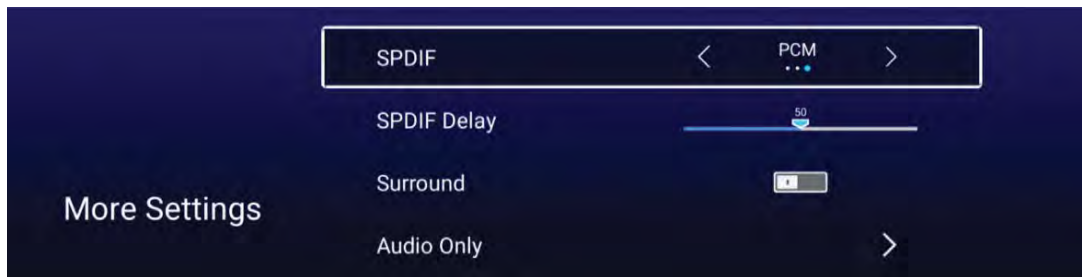 SPDIF
PCM
SPDIF Delay
50
Surround
More Settings
Audio Only